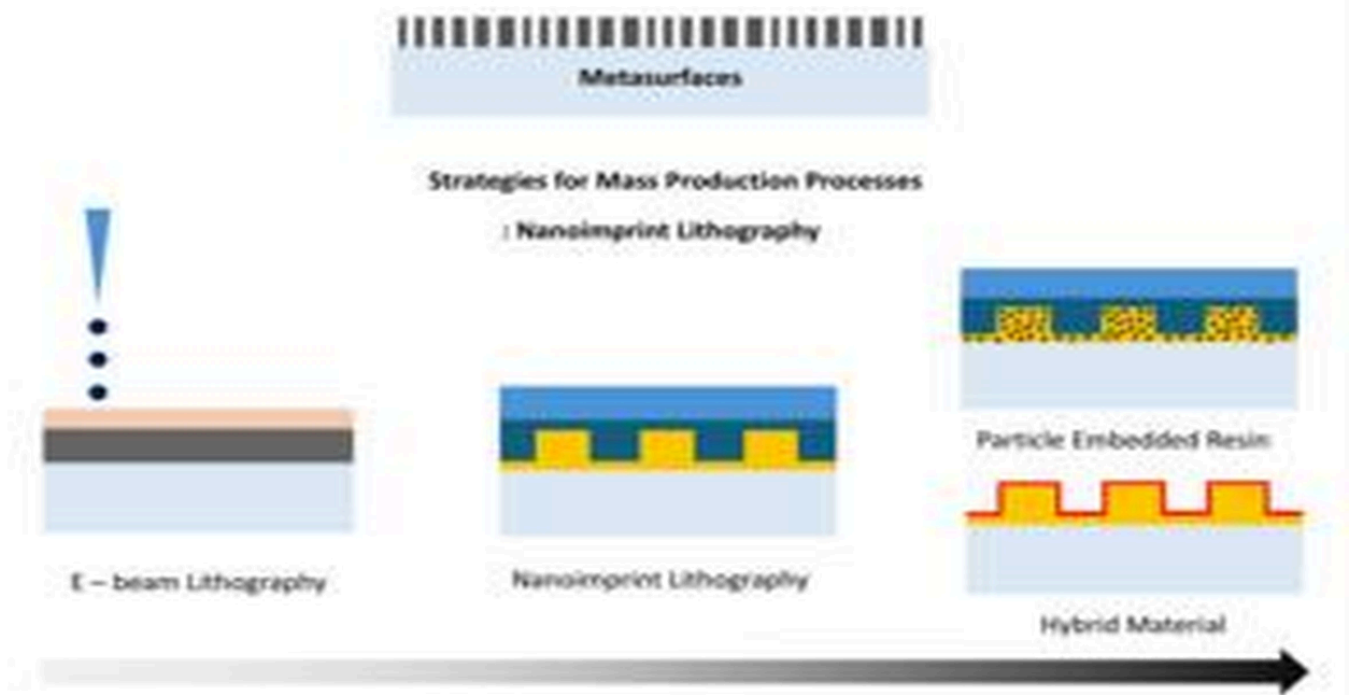 Metasurfaces
Strategies for Mass Production Processes
: Nanoimprint Lithography
E – beam Lithography
Nanoimprint Lithography
Particle Embedded Resin
Hybrid Material